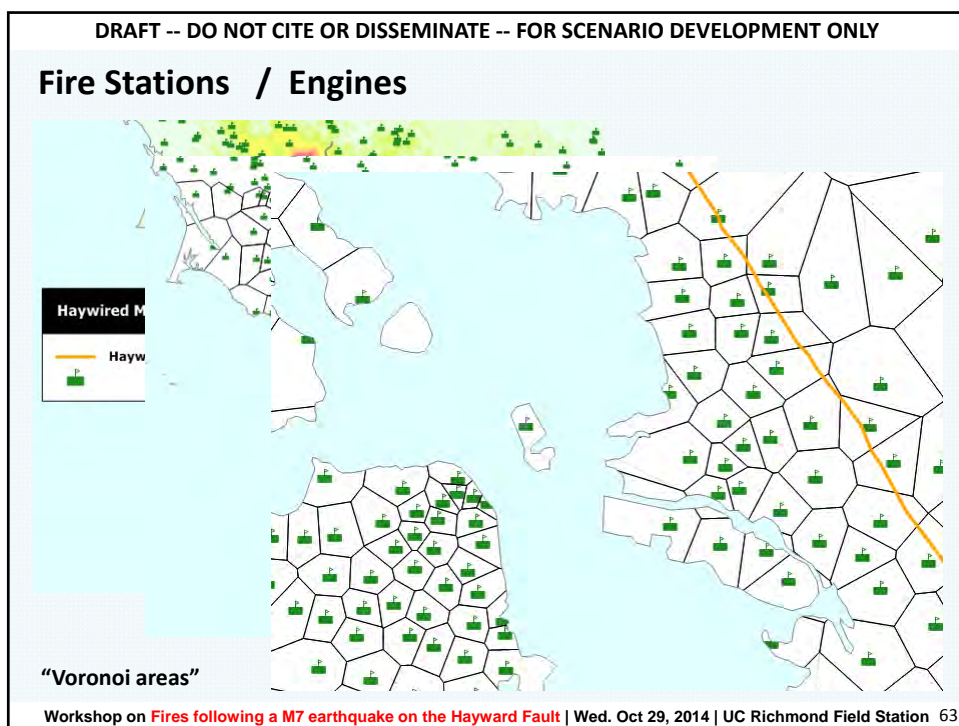 DRAFT -- DO NOT CITE OR DISSEMINATE -- FOR SCENARIO DEVELOPMENT ONLY
Fire Stations / Engines
Haywired M
Hayw
“Voronoi areas”
Workshop on Fires following a M7 earthquake on the Hayward Fault | Wed. Oct 29, 2014 | UC Richmond Field Station 63